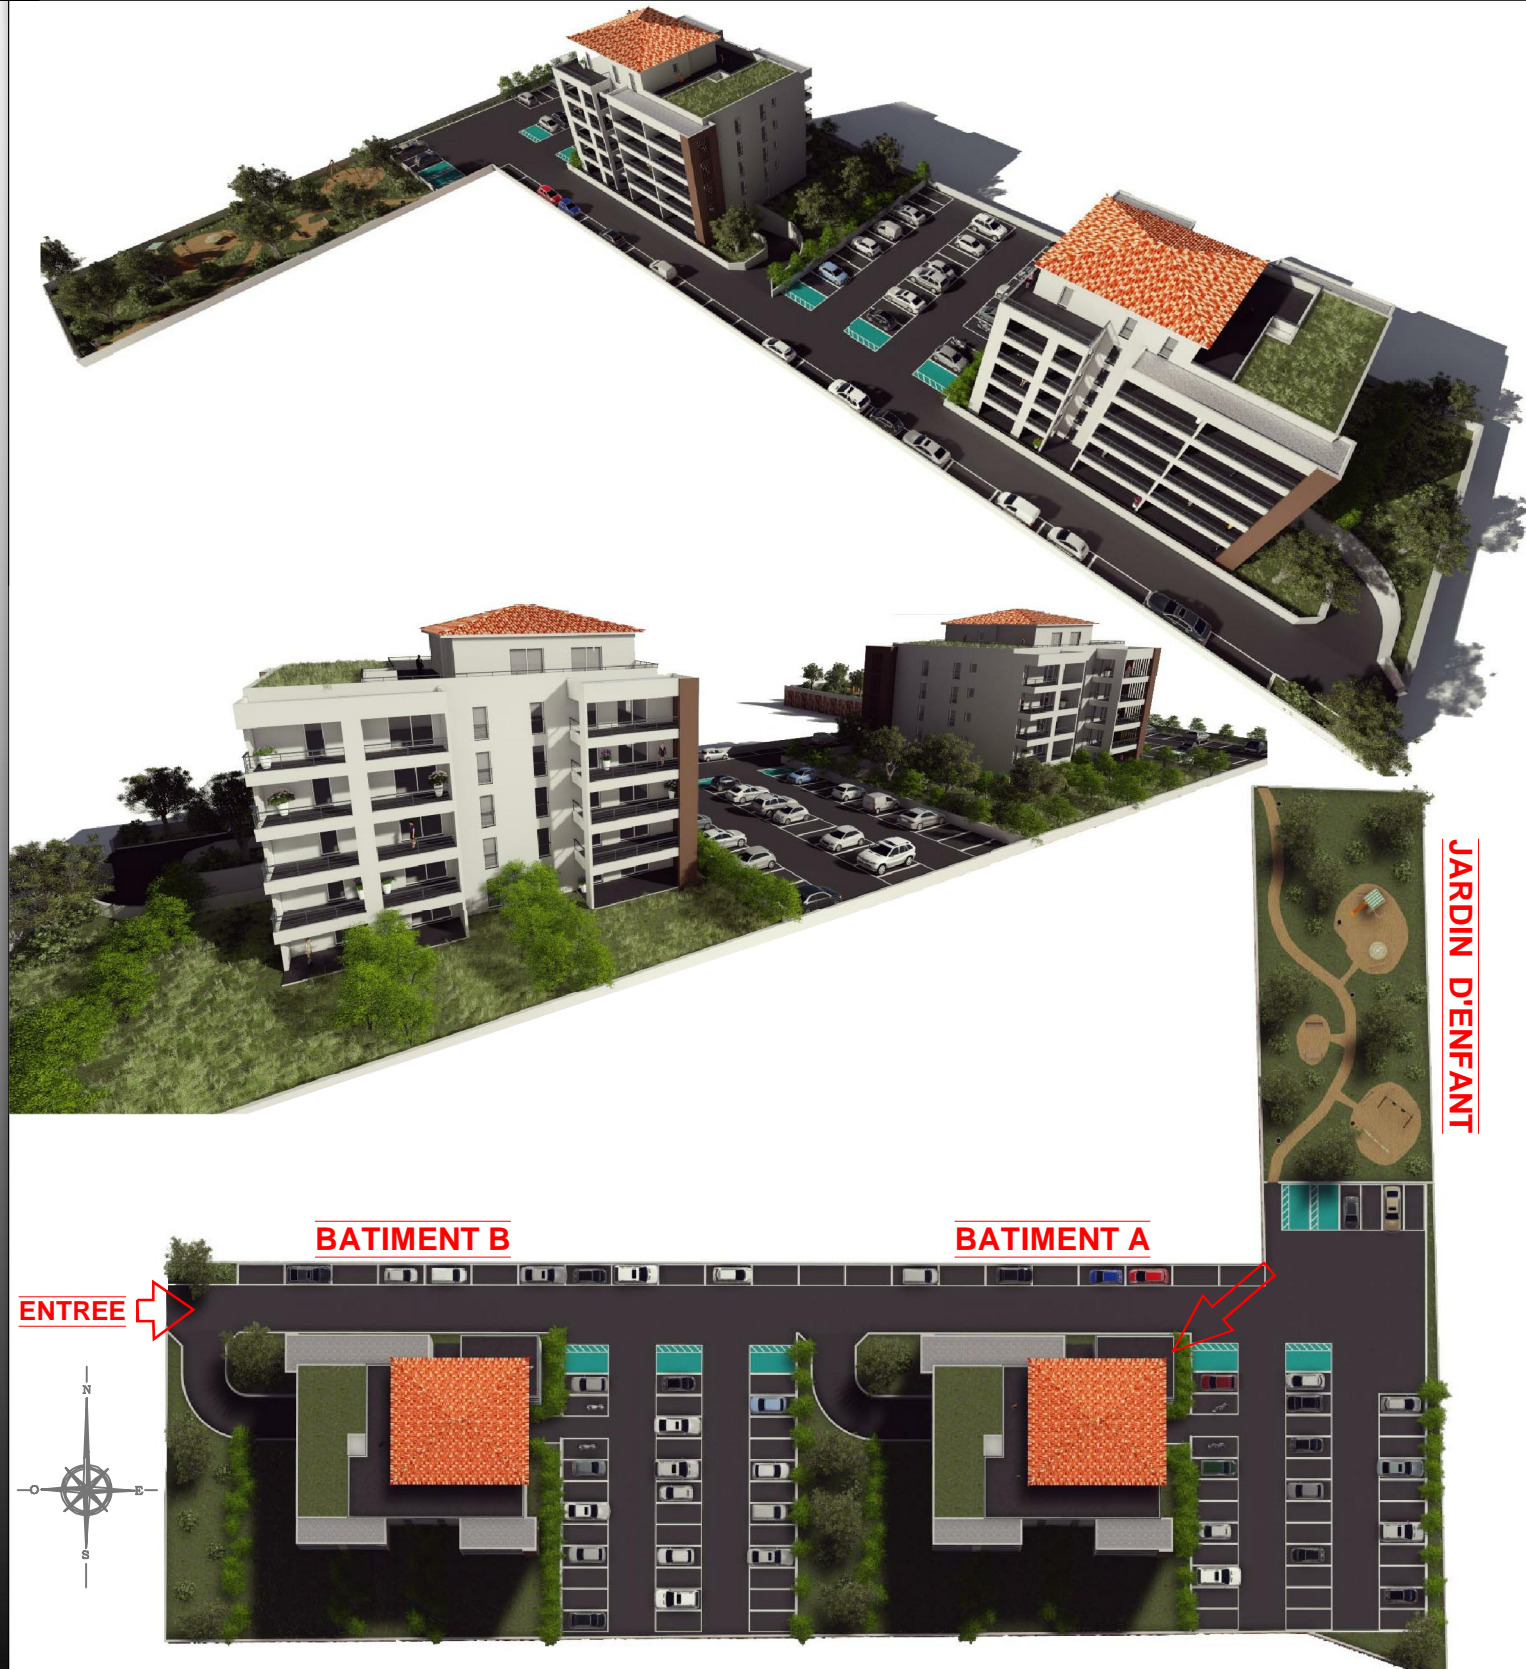 JARDIN D'ENFANT
BATIMENT B
BATIMENT A
ENTREE
N
O
E
S